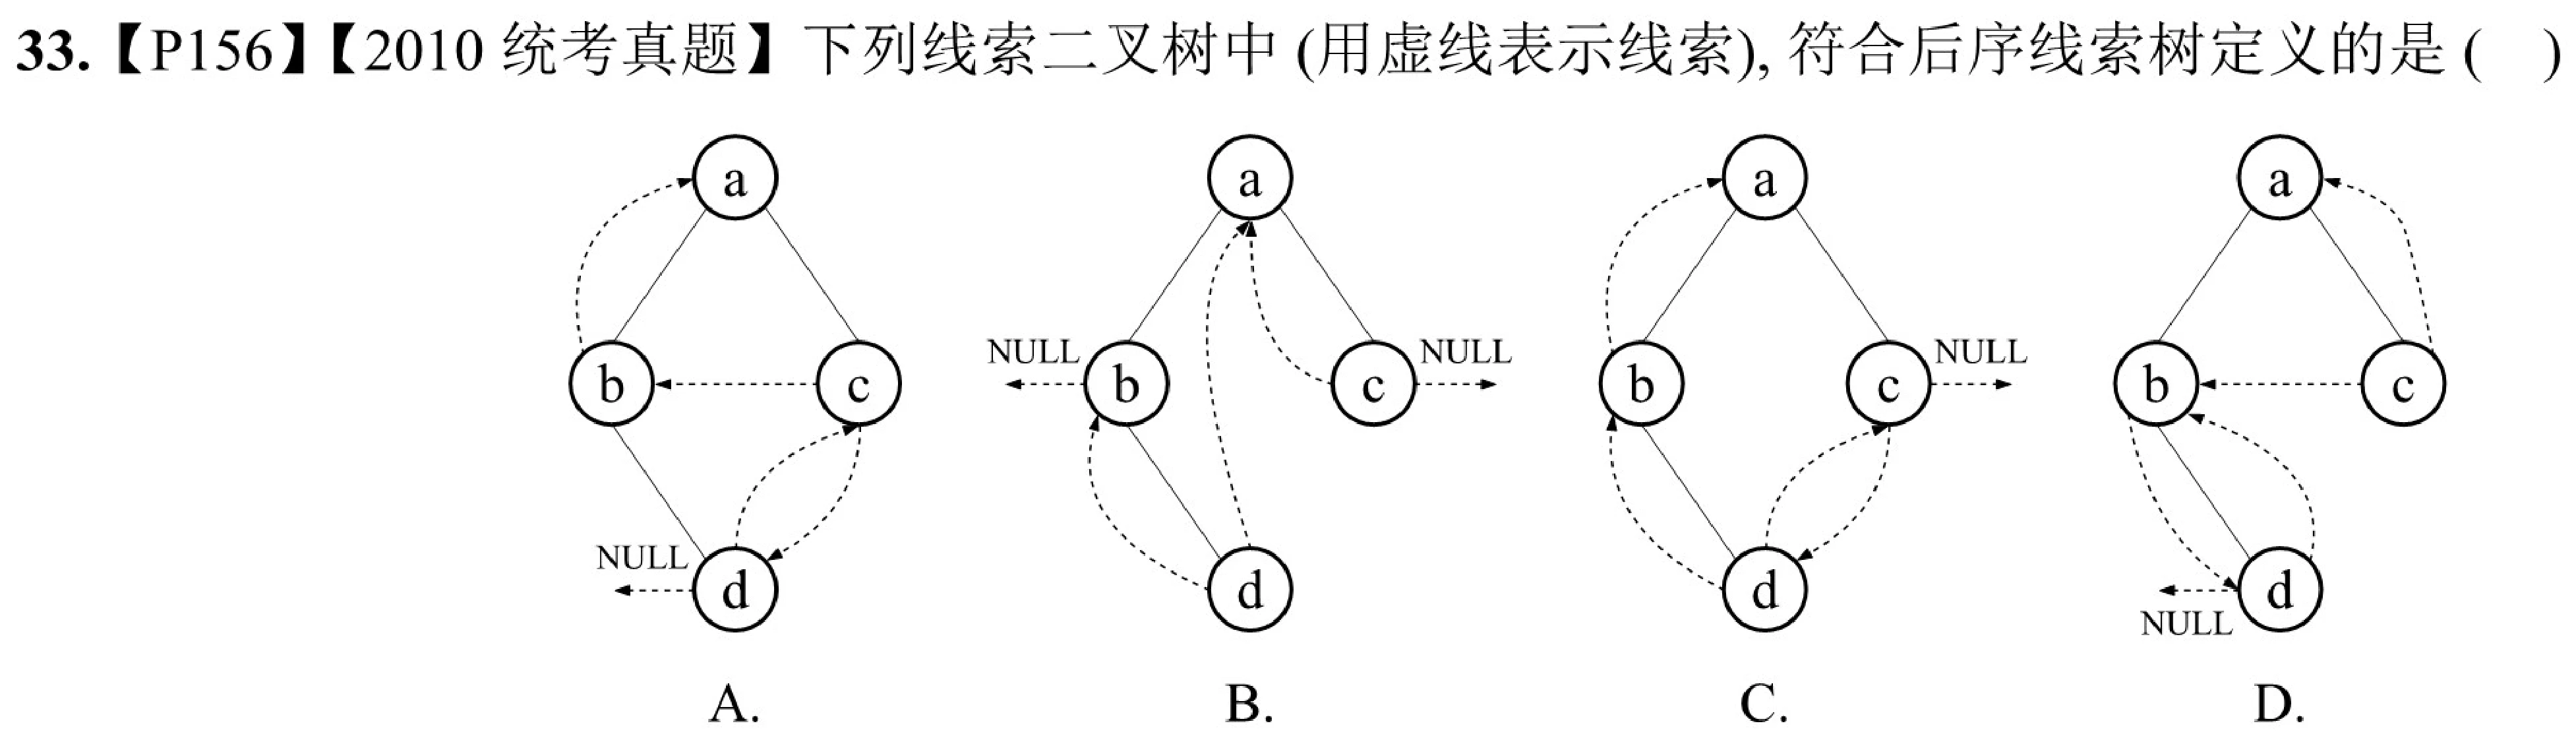 33.【P156】【2010 统考真题】下列线索二叉树中 (用虚线表示线索), 符合后序线索树定义的是 ( )
a a a a
NULL NULL NULL
b c b c b c b c
NULL
d d d d
NULL
A. B. C. D.